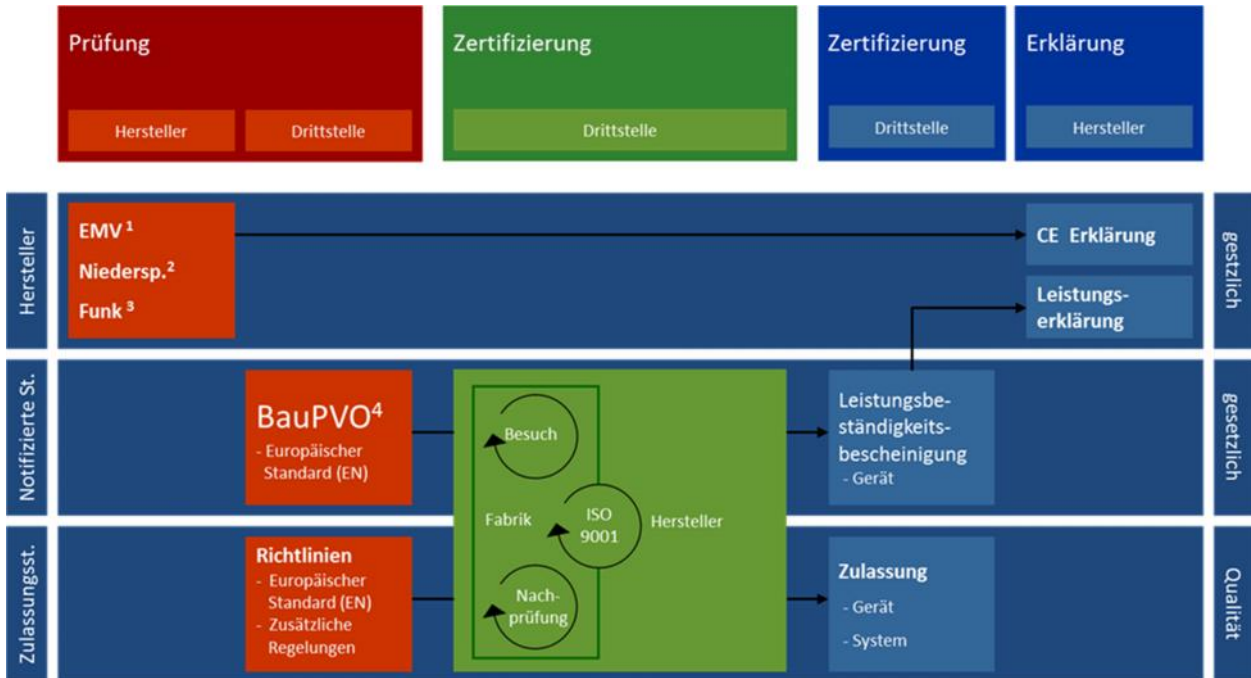 Prüfung
Zertifizierung
Zertifizierung
Erklärung
Hersteller
Drittstelle
Drittstelle
Drittstelle
Hersteller
Hersteller
EMV ¹
Niedersp.²
Funk ³
CE Erklärung
Leistungs-
erklärung
gestzlich
Notifizierte St.
BauPVO⁴
- Europäischer
Standard (EN)
Besuch
Fabrik
ISO
9001
Hersteller
Leistungsbe-
ständigkeits-
bescheinigung
- Gerät
gesetzlich
Zulassungsst.
Richtlinien
- Europäischer
Standard (EN)
- Zusätzliche
Regelungen
Nach-
prüfung
Zulassung
- Gerät
- System
Qualität